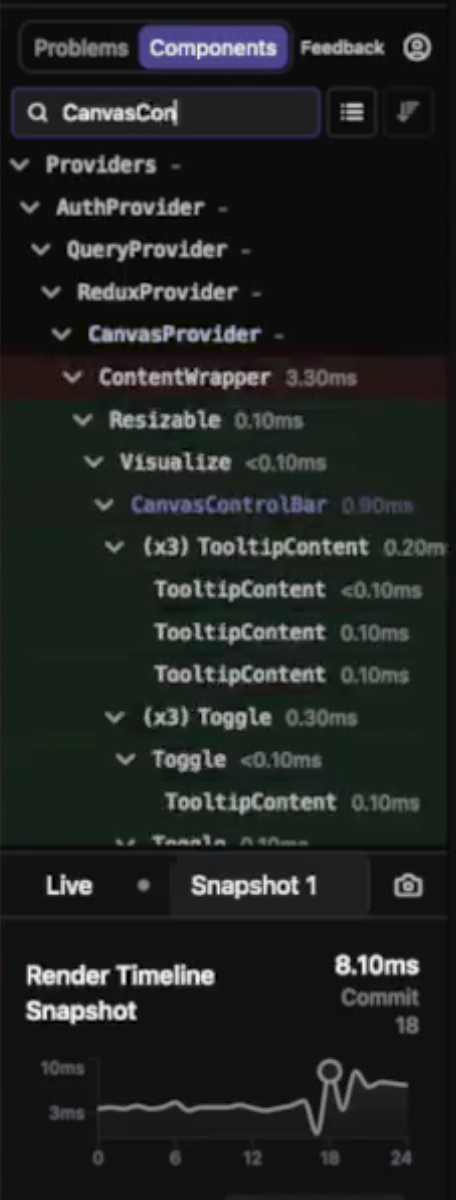 Problems Components Feedback
CanvasCon
Providers -
AuthProvider -
QueryProvider -
ReduxProvider -
CanvasProvider -
ContentWrapper 3.30ms
Resizable 0.10ms
Visualize <0.10ms
CanvasControlBar 0.90ms
(x3) TooltipContent 0.20m
TooltipContent <0.10ms
TooltipContent 0.10ms
TooltipContent 0.10ms
(x3) Toggle 0.30ms
Toggle <0.10ms
TooltipContent 0.10ms
Toggle 0.10ms
Live Snapshot 1
Render Timeline
Snapshot
8.10ms
Commit
18
10ms
3ms
0 6 12 18 24